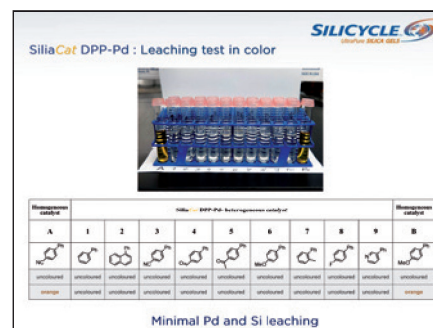 SILICYCLE
UltraPure SILICA GELS
SiliaCat DPP-Pd : Leaching test in color
Homogeneous catalyst
SiliaCat DPP-Pd- heterogeneous catalyst
Homogeneous catalyst
A 1 2 3 4 5 6 7 8 9 B
uncoloured uncoloured uncoloured uncoloured uncoloured uncoloured uncoloured uncoloured uncoloured uncoloured uncoloured
orange uncoloured uncoloured uncoloured uncoloured uncoloured uncoloured uncoloured uncoloured uncoloured orange
Minimal Pd and Si leaching